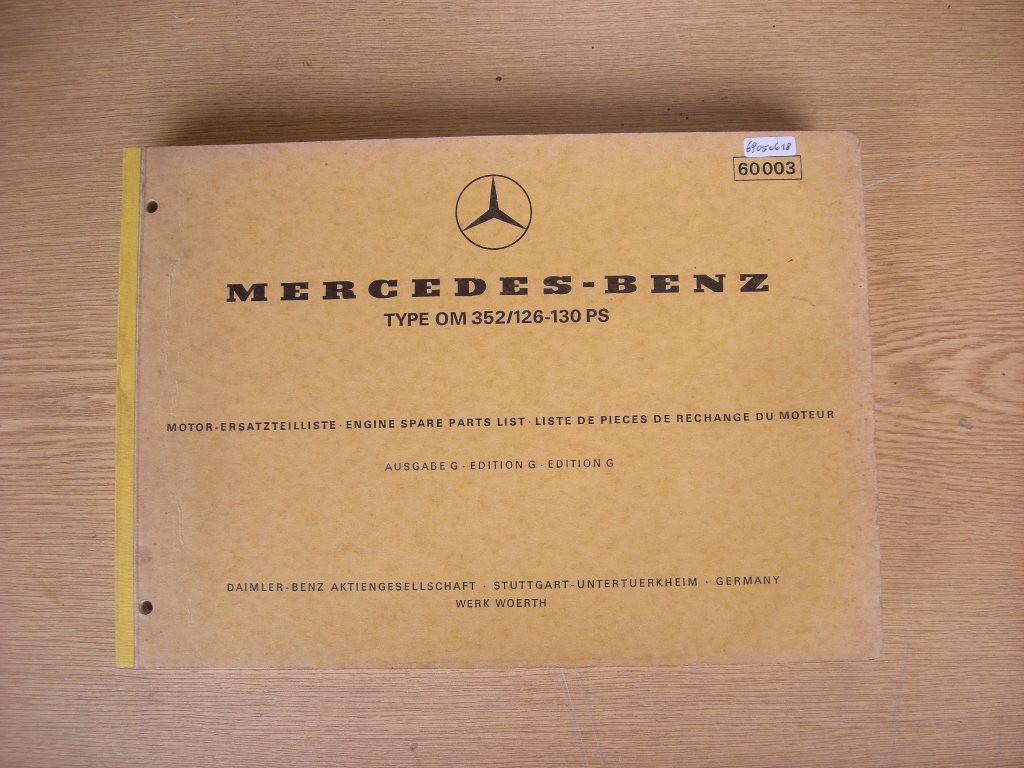 69050618
60003
MERCEDES-BENZ
TYPE OM 352/126-130 PS
MOTOR-ERSATZTEILLISTE · ENGINE SPARE PARTS LIST · LISTE DE PIECES DE RECHANGE DU MOTEUR
AUSGABE G · EDITION G · EDITION G
DAIMLER-BENZ AKTIENGESELLSCHAFT · STUTTGART-UNTERTUERKHEIM · GERMANY
WERK WOERTH